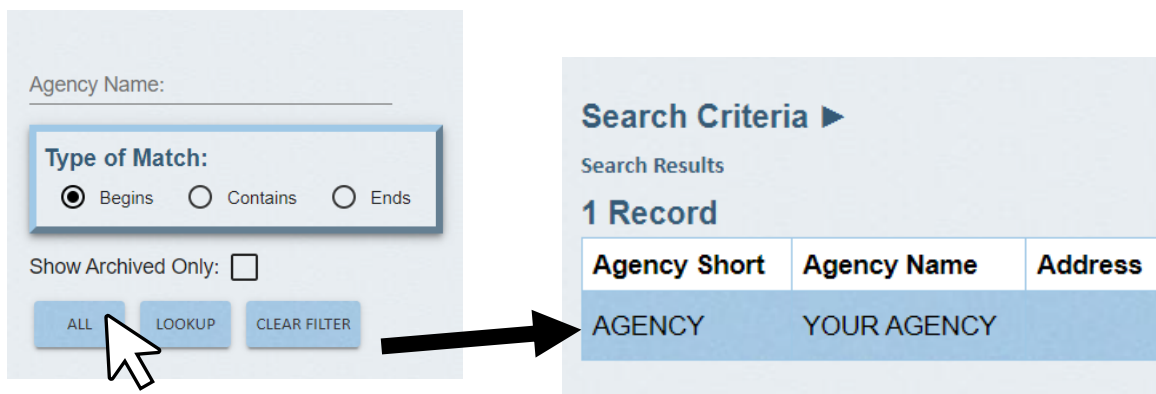 Agency Name:
Type of Match:
Begins Contains Ends
Show Archived Only:
ALL LOOKUP CLEAR FILTER
Search Criteria ►
Search Results
1 Record
Agency Short Agency Name Address
AGENCY YOUR AGENCY